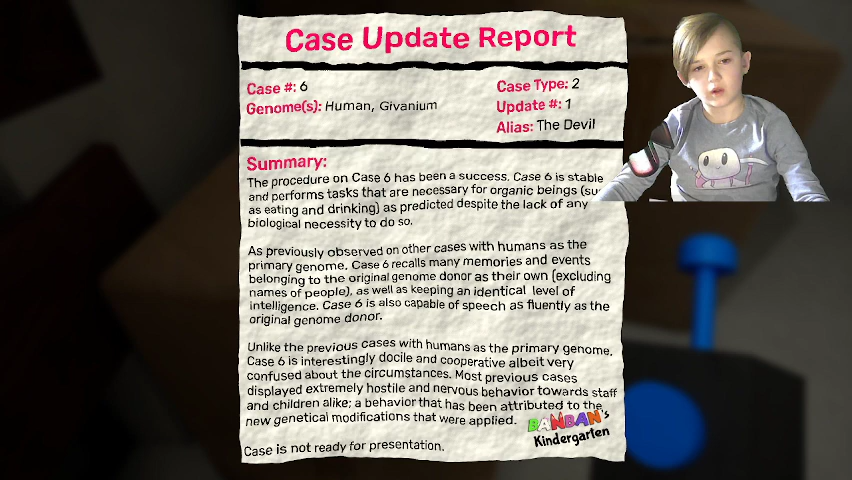 Case Update Report
Case #: 6
Case Type: 2
Genome(s): Human, Givanium
Update #: 1
Alias: The Devil
Summary:
The procedure on Case 6 has been a success. Case 6 is stable
and performs tasks that are necessary for organic beings
as eating and drinking) as predicted despite the lack of any
biological necessity to do so.
As previously observed on other cases with humans as the
primary genome. Case 6 recalls many memories and events
belonging to the original genome donor as their own (excluding
names of people), as well as keeping an identical level of
intelligence. Case 6 is also capable of speech as fluently as the
original genome donor.
Unlike the previous cases with humans as the primary genome.
Case 6 is interestingly docile and cooperative albeit very
confused about the circumstances. Most previous cases
displayed extremely hostile and nervous behavior towards staff
and children alike; a behavior that has been attributed to the
new genetical modifications that were applied.
BANBAN's
Kindergarten
Case is not ready for presentation.